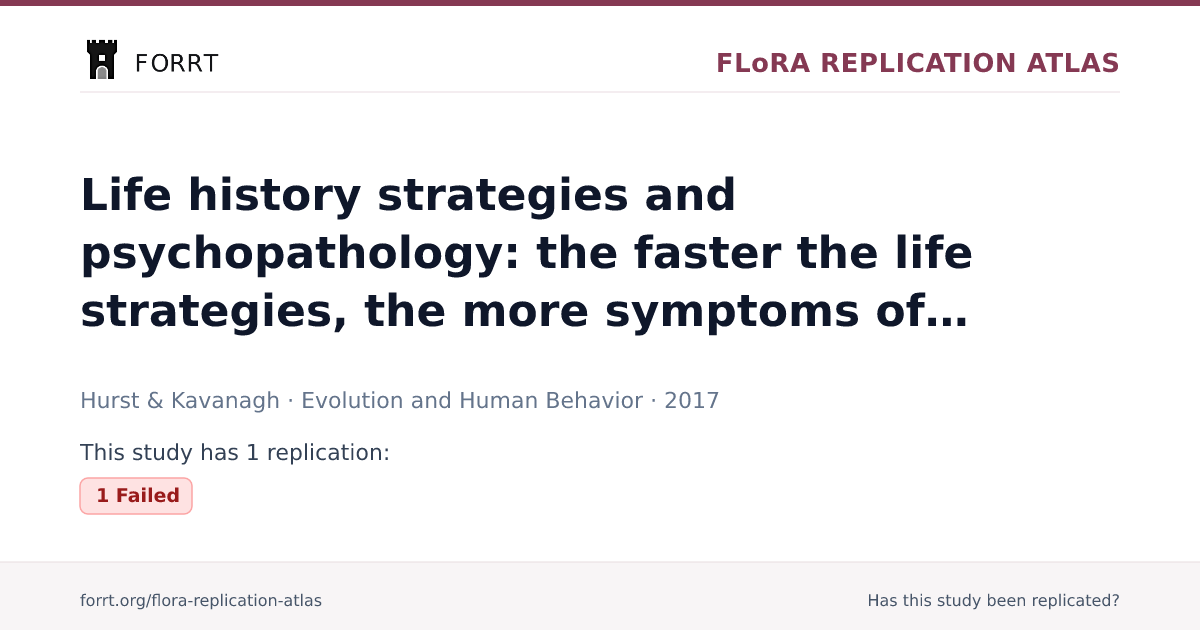 FORRT
FLoRA REPLICATION ATLAS
Life history strategies and
psychopathology: the faster the life
strategies, the more symptoms of…
Hurst & Kavanagh · Evolution and Human Behavior · 2017
This study has 1 replication:
1 Failed
forrt.org/flora-replication-atlas
Has this study been replicated?